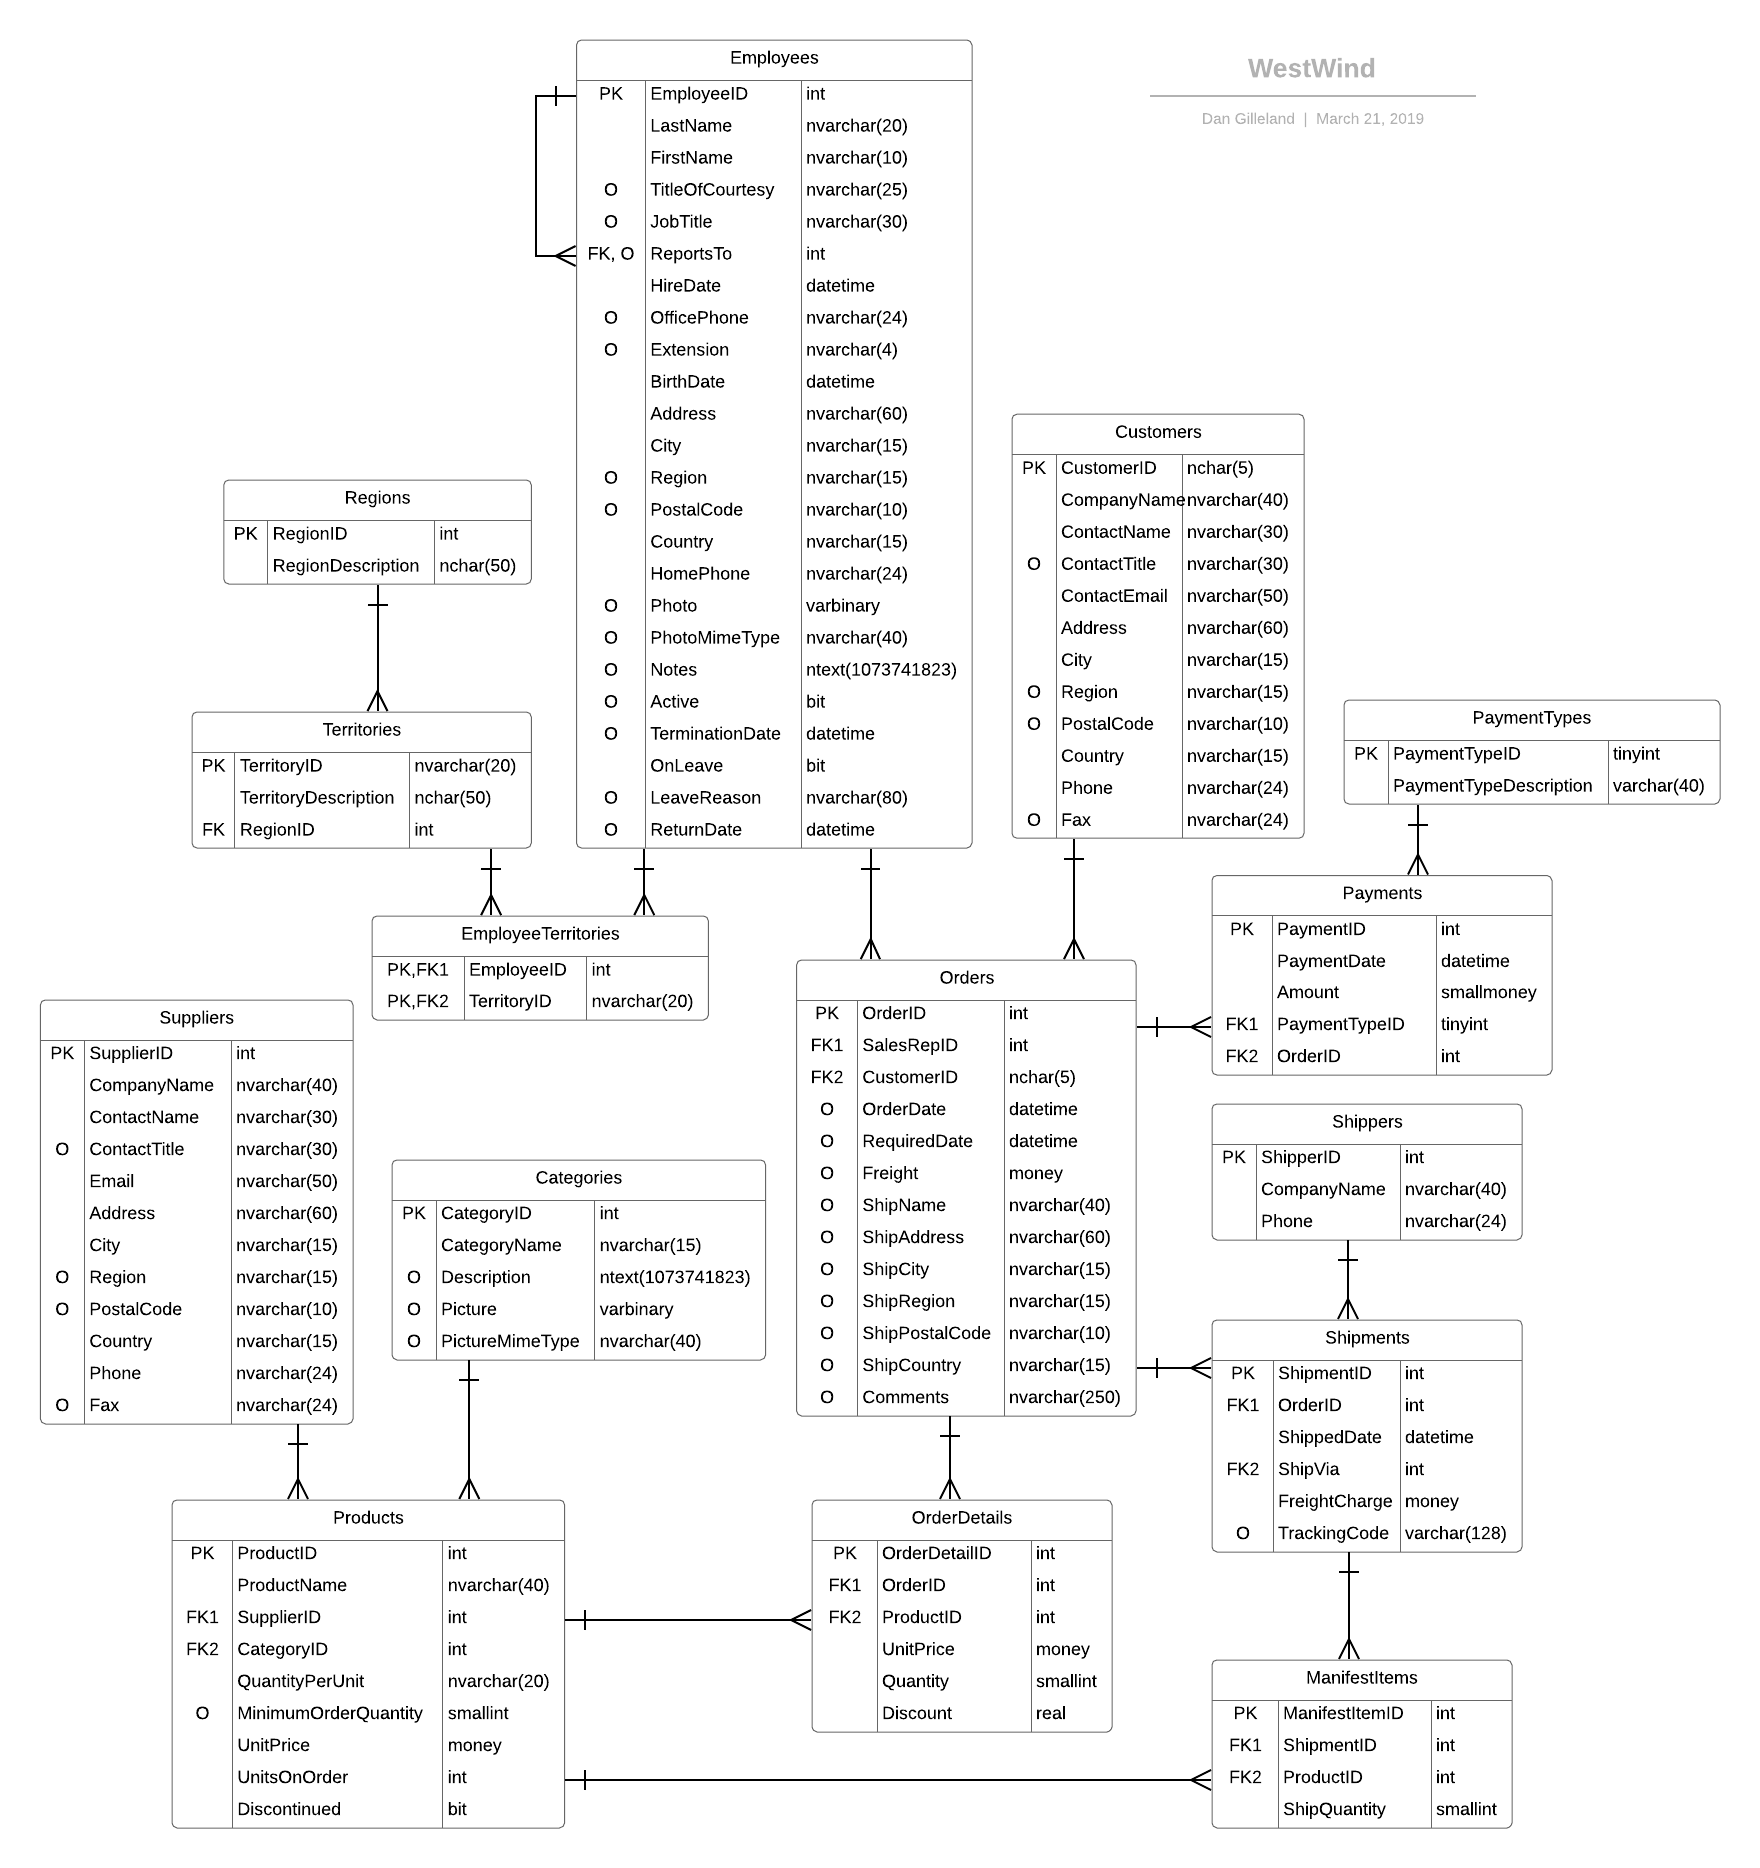 WestWind
Dan Gilleland | March 21, 2019
Employees
PK EmployeeID int
LastName nvarchar(20)
FirstName nvarchar(10)
O TitleOfCourtesy nvarchar(25)
O JobTitle nvarchar(30)
FK, O ReportsTo int
HireDate datetime
O OfficePhone nvarchar(24)
O Extension nvarchar(4)
BirthDate datetime
Address nvarchar(60)
City nvarchar(15)
O Region nvarchar(15)
O PostalCode nvarchar(10)
Country nvarchar(15)
HomePhone nvarchar(24)
O Photo varbinary
O PhotoMimeType nvarchar(40)
O Notes ntext(1073741823)
O Active bit
O TerminationDate datetime
OnLeave bit
O LeaveReason nvarchar(80)
O ReturnDate datetime
Customers
PK CustomerID nchar(5)
CompanyName nvarchar(40)
ContactName nvarchar(30)
O ContactTitle nvarchar(30)
ContactEmail nvarchar(50)
Address nvarchar(60)
City nvarchar(15)
O Region nvarchar(15)
O PostalCode nvarchar(10)
Country nvarchar(15)
Phone nvarchar(24)
O Fax nvarchar(24)
Regions
PK RegionID int
RegionDescription nchar(50)
Territories
PK TerritoryID nvarchar(20)
TerritoryDescription nchar(50)
FK RegionID int
PaymentTypes
PK PaymentTypeID tinyint
PaymentTypeDescription varchar(40)
Payments
PK PaymentID int
PaymentDate datetime
Amount smallmoney
FK1 PaymentTypeID tinyint
FK2 OrderID int
EmployeeTerritories
PK,FK1 EmployeeID int
PK,FK2 TerritoryID nvarchar(20)
Orders
PK OrderID int
FK1 SalesRepID int
FK2 CustomerID nchar(5)
O OrderDate datetime
O RequiredDate datetime
O Freight money
O ShipName nvarchar(40)
O ShipAddress nvarchar(60)
O ShipCity nvarchar(15)
O ShipRegion nvarchar(15)
O ShipPostalCode nvarchar(10)
O ShipCountry nvarchar(15)
O Comments nvarchar(250)
Suppliers
PK SupplierID int
CompanyName nvarchar(40)
ContactName nvarchar(30)
O ContactTitle nvarchar(30)
Email nvarchar(50)
Address nvarchar(60)
City nvarchar(15)
O Region nvarchar(15)
O PostalCode nvarchar(10)
Country nvarchar(15)
Phone nvarchar(24)
O Fax nvarchar(24)
Categories
PK CategoryID int
CategoryName nvarchar(15)
O Description ntext(1073741823)
O Picture varbinary
O PictureMimeType nvarchar(40)
Shippers
PK ShipperID int
CompanyName nvarchar(40)
Phone nvarchar(24)
Shipments
PK ShipmentID int
FK1 OrderID int
ShippedDate datetime
FK2 ShipVia int
FreightCharge money
O TrackingCode varchar(128)
Products
PK ProductID int
ProductName nvarchar(40)
FK1 SupplierID int
FK2 CategoryID int
QuantityPerUnit nvarchar(20)
O MinimumOrderQuantity smallint
UnitPrice money
UnitsOnOrder int
Discontinued bit
OrderDetails
PK OrderDetailID int
FK1 OrderID int
FK2 ProductID int
UnitPrice money
Quantity smallint
Discount real
ManifestItems
PK ManifestItemID int
FK1 ShipmentID int
FK2 ProductID int
ShipQuantity smallint